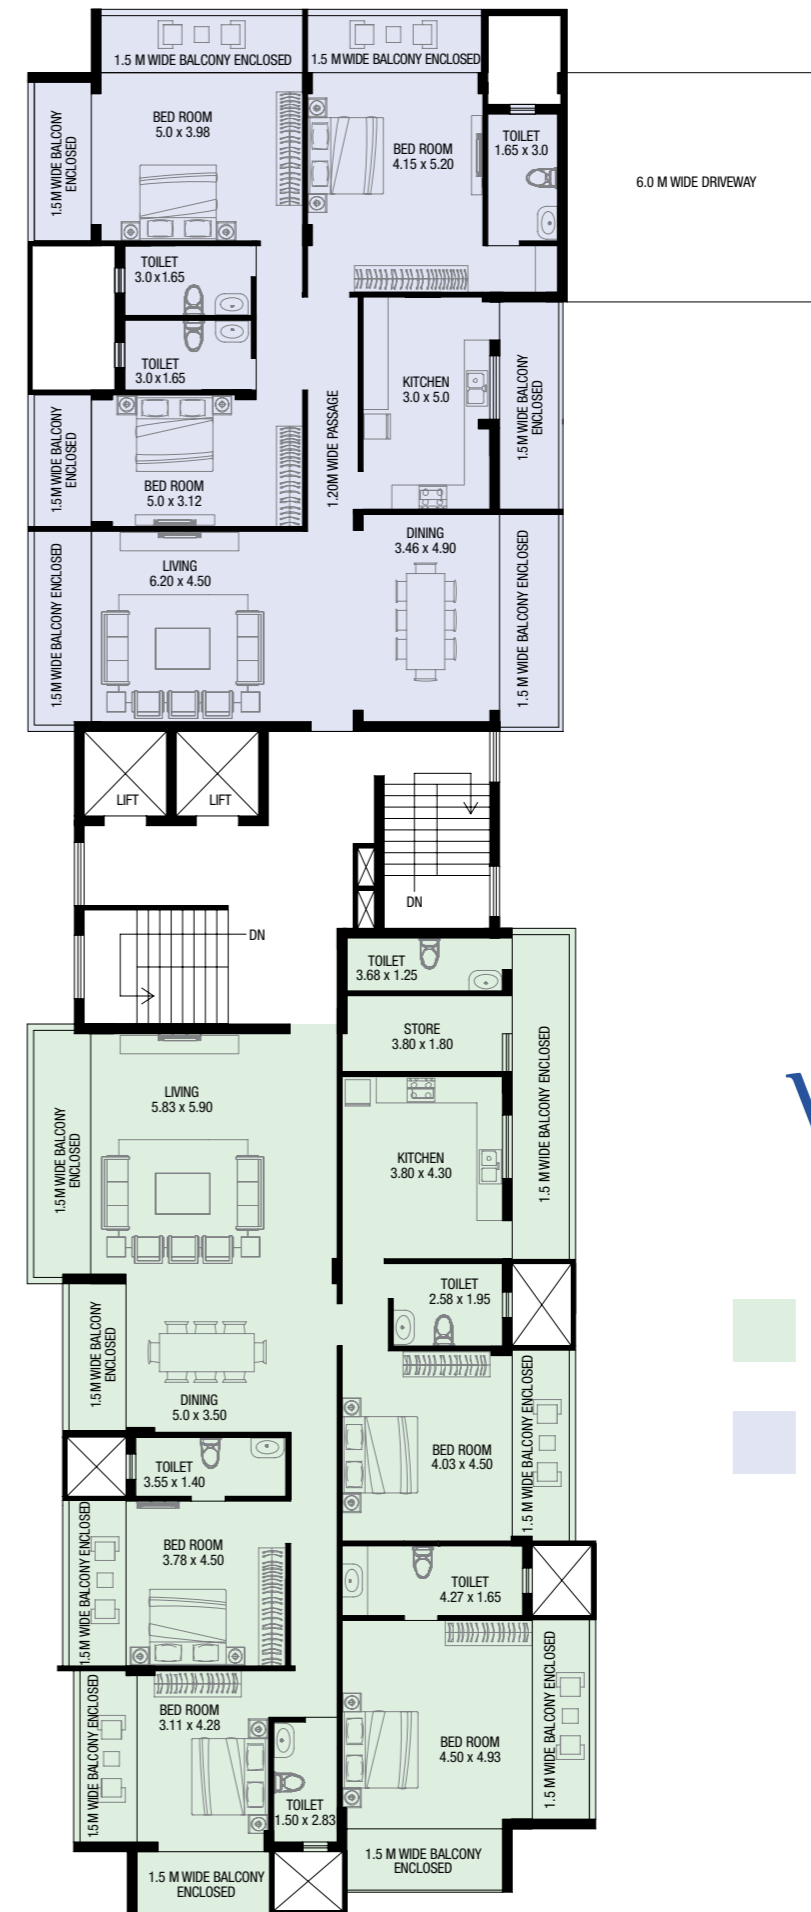 1.5 M WIDE BALCONY ENCLOSED
1.5 M WIDE BALCONY ENCLOSED
1.5 M WIDE BALCONY
ENCLOSED
BED ROOM
5.0 x 3.98
BED ROOM
4.15 x 5.20
TOILET
1.65 x 3.0
6.0 M WIDE DRIVEWAY
TOILET
3.0 x 1.65
TOILET
3.0 x 1.65
KITCHEN
3.0 x 5.0
1.5 M WIDE BALCONY
ENCLOSED
1.20M WIDE PASSAGE
1.5 M WIDE BALCONY
ENCLOSED
BED ROOM
5.0 x 3.12
1.5 M WIDE BALCONY ENCLOSED
LIVING
6.20 x 4.50
DINING
3.46 x 4.90
1.5 M WIDE BALCONY ENCLOSED
LIFT
LIFT
DN
DN
TOILET
3.68 x 1.25
STORE
3.80 x 1.80
1.5 M WIDE BALCONY ENCLOSED
LIVING
5.83 x 5.90
1.5 M WIDE BALCONY
ENCLOSED
KITCHEN
3.80 x 4.30
TOILET
2.58 x 1.95
1.5 M WIDE BALCONY
ENCLOSED
DINING
5.0 x 3.50
BED ROOM
4.03 x 4.50
1.5 M WIDE BALCONY ENCLOSED
TOILET
3.55 x 1.40
BED ROOM
3.78 x 4.50
1.5 M WIDE BALCONY ENCLOSED
TOILET
4.27 x 1.65
1.5 M WIDE BALCONY ENCLOSED
BED ROOM
3.11 x 4.28
BED ROOM
4.50 x 4.93
1.5 M WIDE BALCONY ENCLOSED
TOILET
1.50 x 2.83
1.5 M WIDE BALCONY
ENCLOSED
1.5 M WIDE BALCONY
ENCLOSED